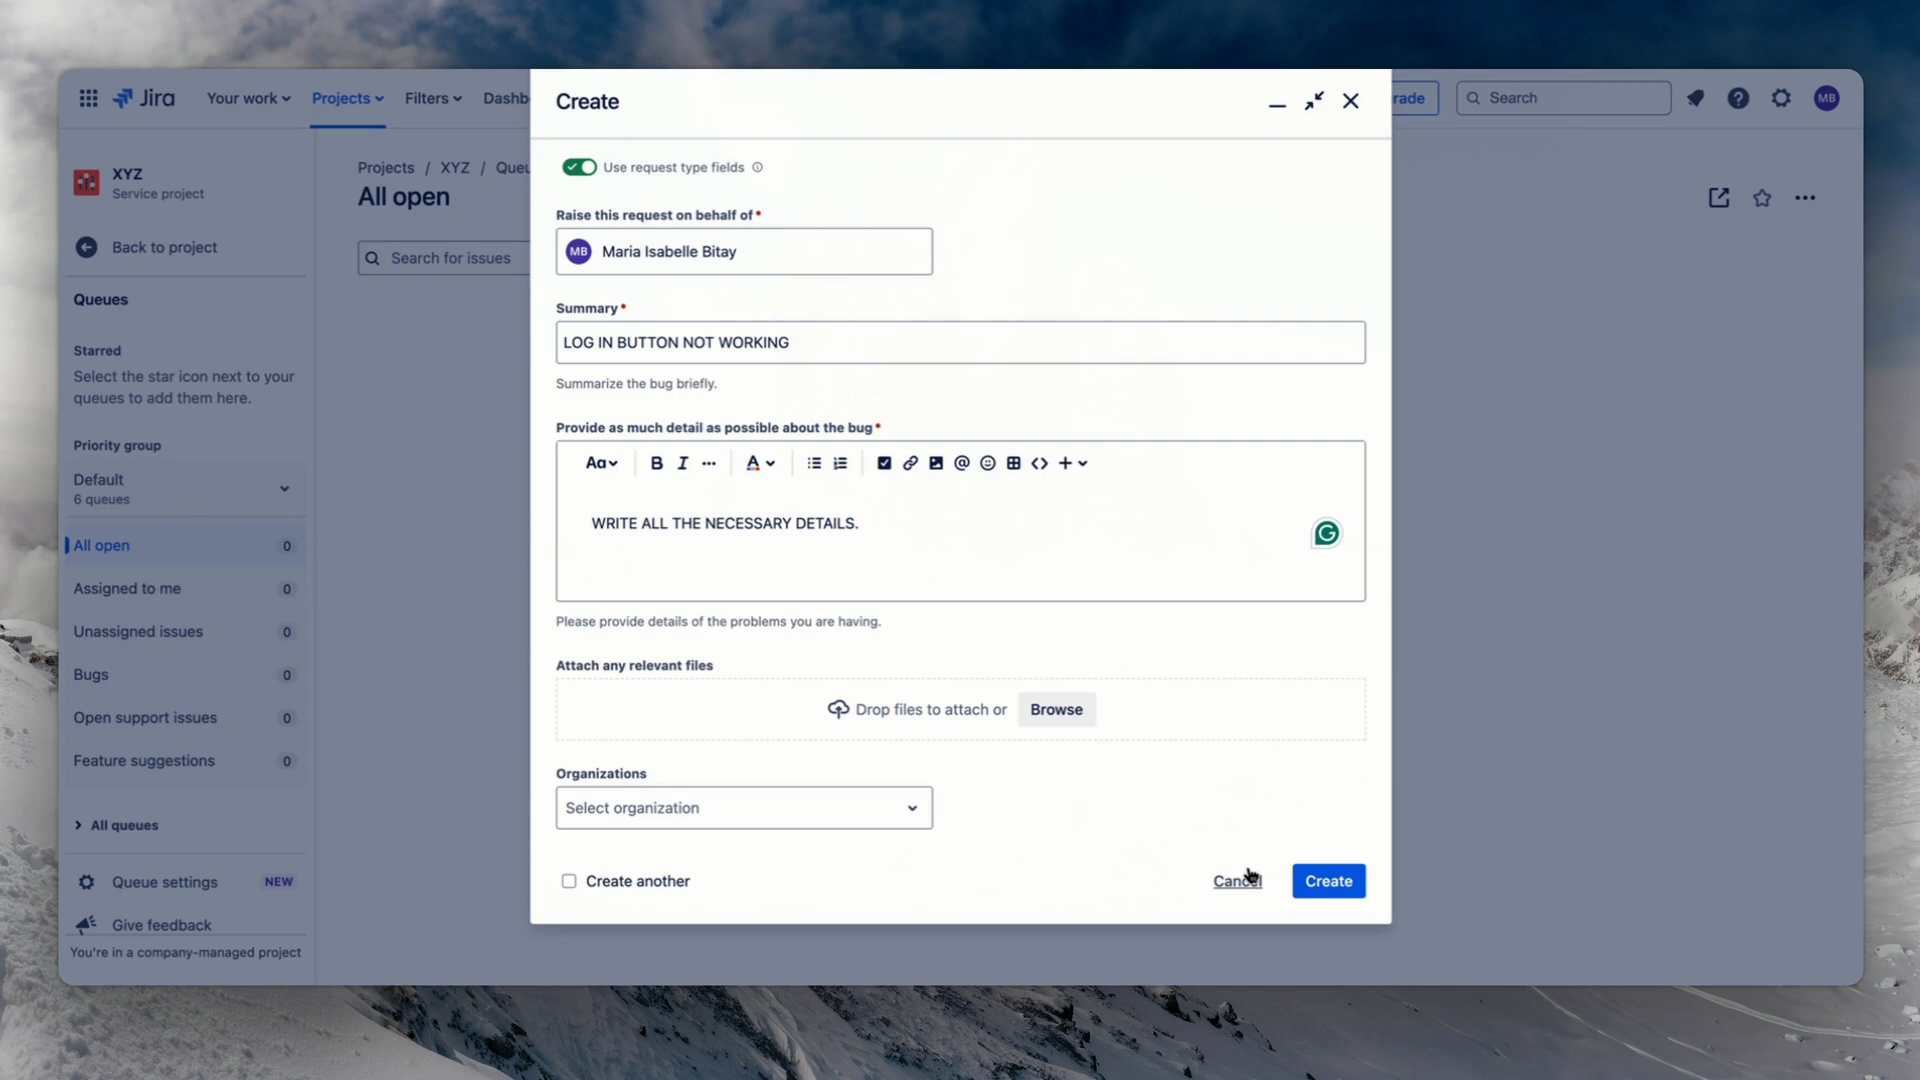 Jira
Your work
Projects
Filters
Dashb
rade
Search
MB
XYZ
Service project
Back to project
Queues
Starred
Select the star icon next to your
queues to add them here.
Priority group
Default
6 queues
All open 0
Assigned to me 0
Unassigned issues 0
Bugs 0
Open support issues 0
Feature suggestions 0
All queues
Queue settings NEW
Give feedback
You're in a company-managed project
Projects / XYZ / Queu
All open
Search for issues
Create
Use request type fields
Raise this request on behalf of*
MB Maria Isabelle Bitay
Summary*
LOG IN BUTTON NOT WORKING
Summarize the bug briefly.
Provide as much detail as possible about the bug*
Aa B I ... A @ <> +
WRITE ALL THE NECESSARY DETAILS.
G
Please provide details of the problems you are having.
Attach any relevant files
Drop files to attach or Browse
Organizations
Select organization
Create another
Cancel
Create